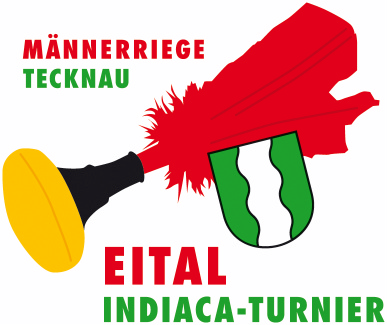 MÄNNERRIEGE
TECKNAU
EITAL
INDIACA-TURNIER